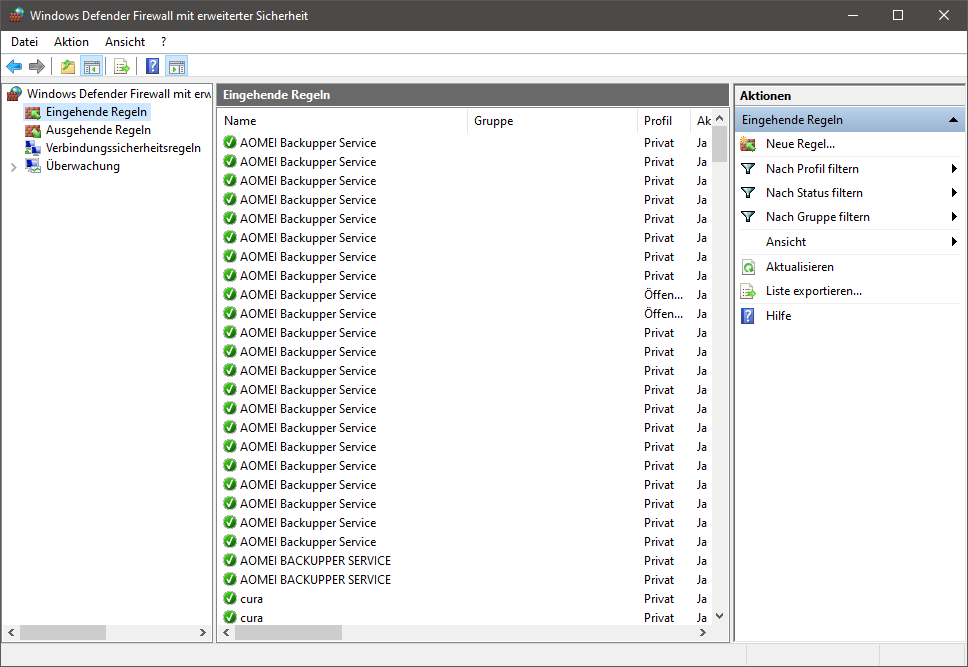 Windows Defender Firewall mit erweiterter Sicherheit
Datei Aktion Ansicht ?
Windows Defender Firewall mit erw
Eingehende Regeln
Ausgehende Regeln
Verbindungssicherheitsregeln
Überwachung
Eingehende Regeln
Name Gruppe Profil Ak
AOMEI Backupper Service Privat Ja
AOMEI Backupper Service Privat Ja
AOMEI Backupper Service Privat Ja
AOMEI Backupper Service Privat Ja
AOMEI Backupper Service Privat Ja
AOMEI Backupper Service Privat Ja
AOMEI Backupper Service Privat Ja
AOMEI Backupper Service Privat Ja
AOMEI Backupper Service Öffen... Ja
AOMEI Backupper Service Öffen... Ja
AOMEI Backupper Service Privat Ja
AOMEI Backupper Service Privat Ja
AOMEI Backupper Service Privat Ja
AOMEI Backupper Service Privat Ja
AOMEI Backupper Service Privat Ja
AOMEI Backupper Service Privat Ja
AOMEI Backupper Service Privat Ja
AOMEI Backupper Service Privat Ja
AOMEI Backupper Service Privat Ja
AOMEI Backupper Service Privat Ja
AOMEI Backupper Service Privat Ja
AOMEI Backupper Service Privat Ja
AOMEI BACKUPPER SERVICE Privat Ja
AOMEI BACKUPPER SERVICE Privat Ja
cura Privat Ja
cura Privat Ja
Aktionen
Eingehende Regeln
Neue Regel...
Nach Profil filtern
Nach Status filtern
Nach Gruppe filtern
Ansicht
Aktualisieren
Liste exportieren...
Hilfe